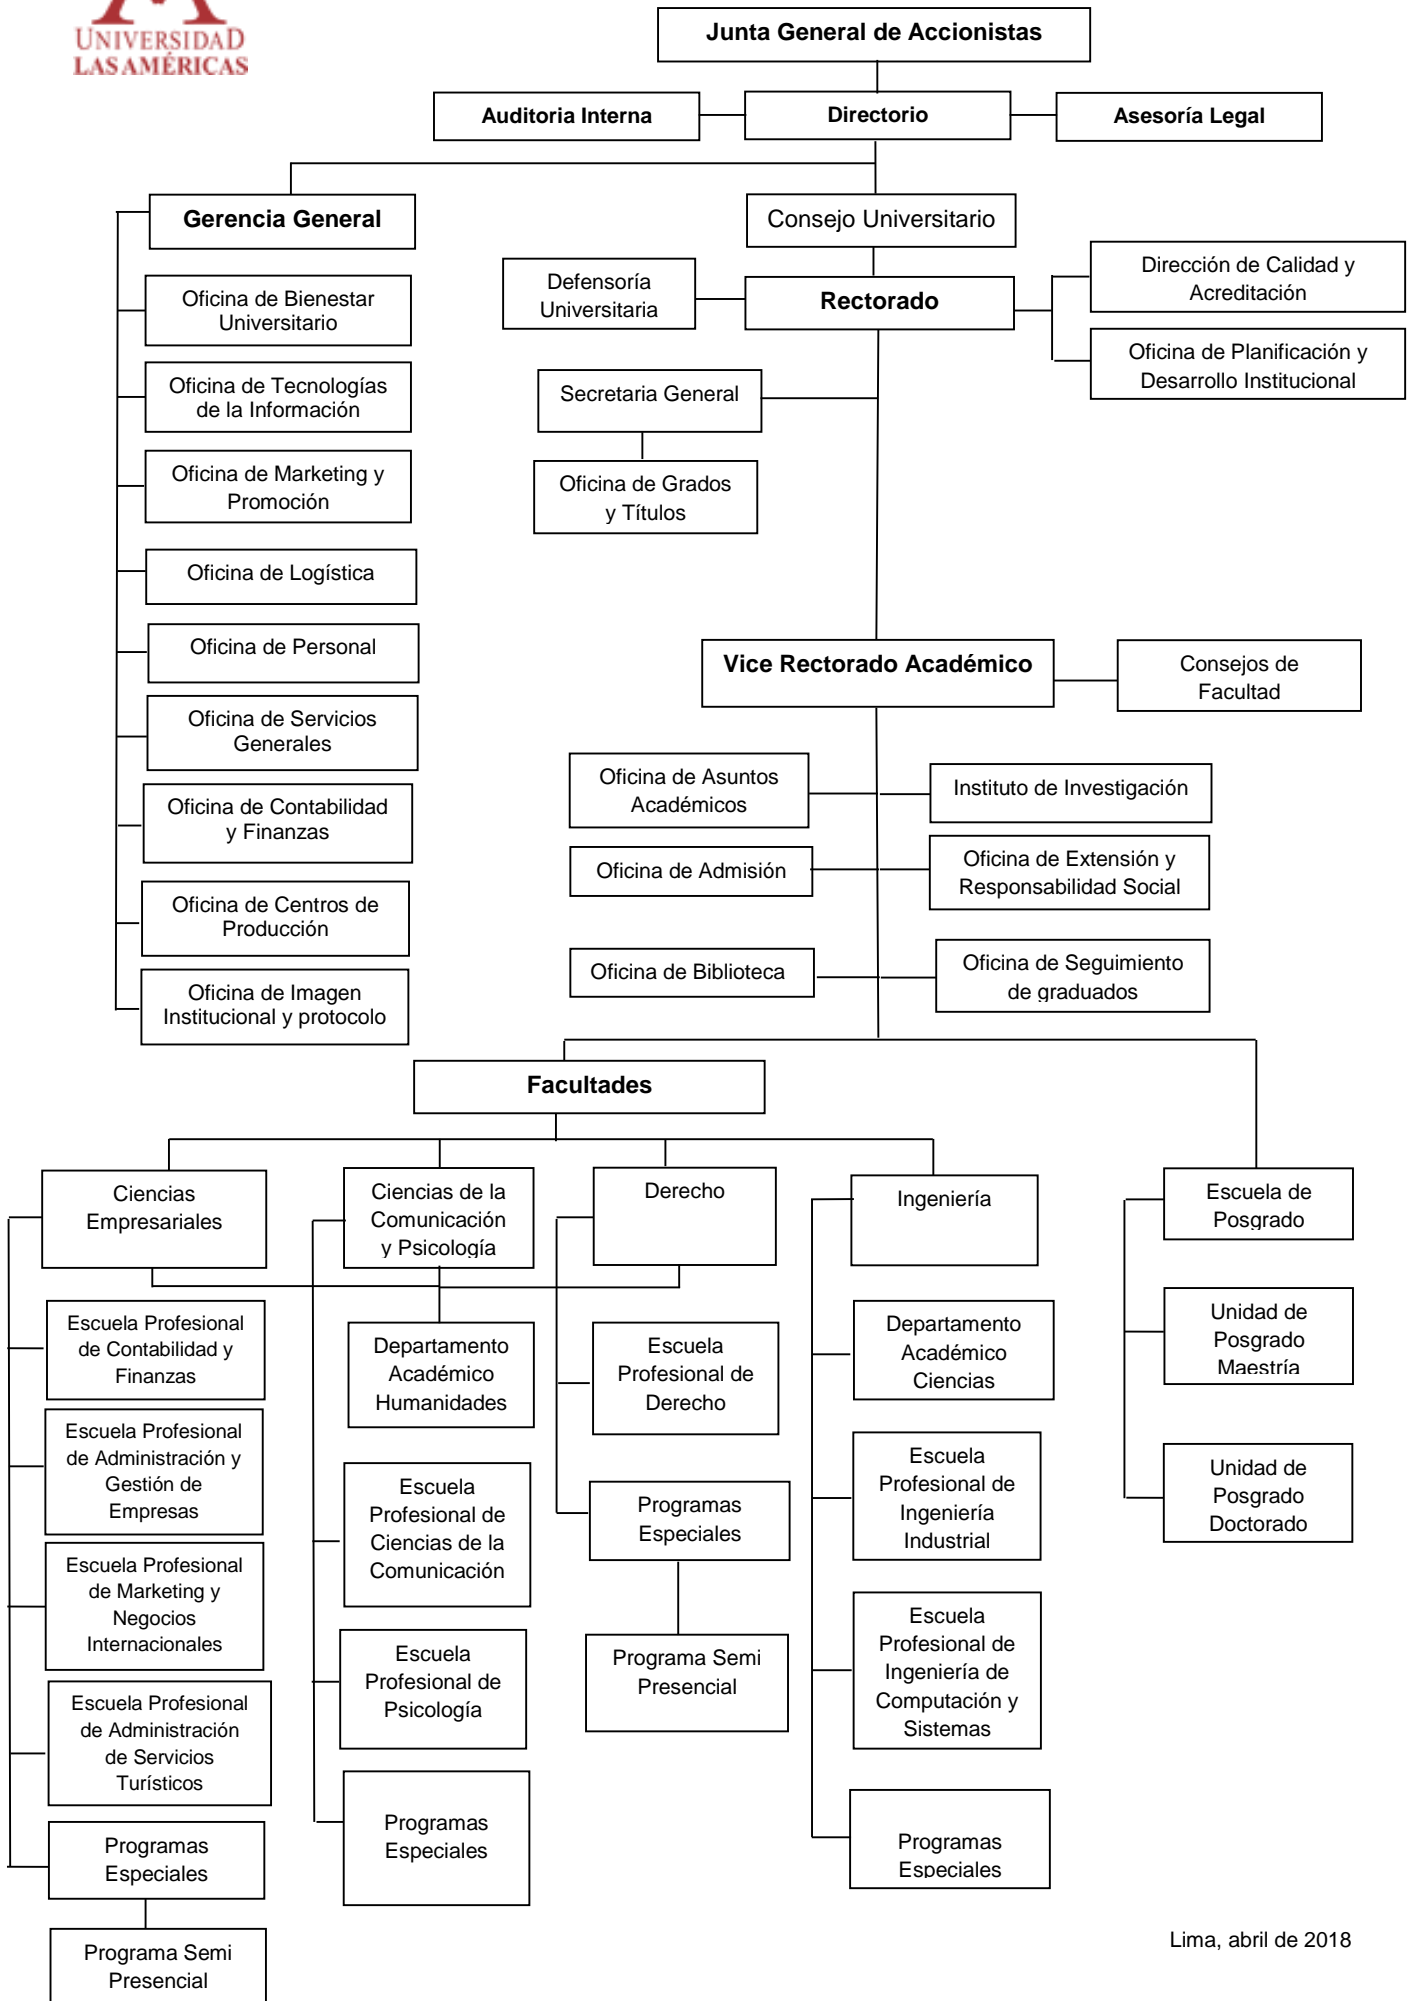 UNIVERSIDAD
LAS AMÉRICAS
Junta General de Accionistas
Auditoria Interna
Directorio
Asesoría Legal
Gerencia General
Consejo Universitario
Defensoría
Universitaria
Rectorado
Dirección de Calidad y
Acreditación
Oficina de Planificación y
Desarrollo Institucional
Secretaria General
Oficina de Grados
y Títulos
Oficina de Bienestar
Universitario
Oficina de Tecnologías
de la Información
Oficina de Marketing y
Promoción
Oficina de Logística
Oficina de Personal
Oficina de Servicios
Generales
Oficina de Contabilidad
y Finanzas
Oficina de Centros de
Producción
Oficina de Imagen
Institucional y protocolo
Vice Rectorado Académico
Consejos de
Facultad
Oficina de Asuntos
Académicos
Instituto de Investigación
Oficina de Admisión
Oficina de Extensión y
Responsabilidad Social
Oficina de Biblioteca
Oficina de Seguimiento
de graduados
Facultades
Ciencias
Empresariales
Ciencias de la
Comunicación
y Psicología
Derecho
Ingeniería
Escuela de
Posgrado
Escuela Profesional
de Contabilidad y
Finanzas
Escuela Profesional
de Administración y
Gestión de
Empresas
Escuela Profesional
de Marketing y
Negocios
Internacionales
Escuela Profesional
de Administración
de Servicios
Turísticos
Programas
Especiales
Programa Semi
Presencial
Departamento
Académico
Humanidades
Escuela
Profesional de
Ciencias de la
Comunicación
Escuela
Profesional de
Psicología
Programas
Especiales
Escuela
Profesional de
Derecho
Programas
Especiales
Programa Semi
Presencial
Departamento
Académico
Ciencias
Escuela
Profesional de
Ingeniería
Industrial
Escuela
Profesional de
Ingeniería de
Computación y
Sistemas
Programas
Especiales
Unidad de
Posgrado
Maestría
Unidad de
Posgrado
Doctorado
Lima, abril de 2018